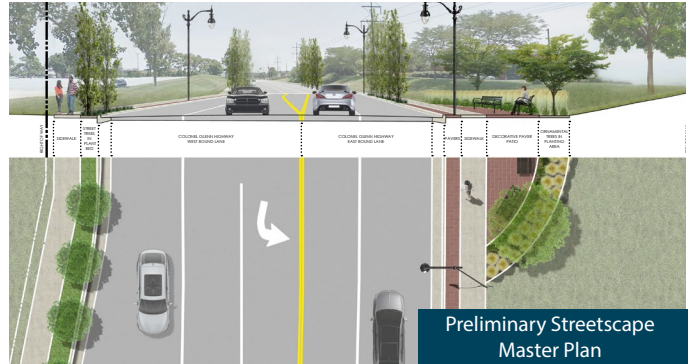 SIDEWALK
STREET
TREES
IN
PLANT
BED
COLONEL GLENN HIGHWAY
WEST BOUND LANE
COLONEL GLENN HIGHWAY
EAST BOUND LANE
PAVERS
SIDEWALK
DECORATIVE PAVER
PATIO
ORNAMENTAL
TREES IN
PLANTING
AREA
Preliminary Streetscape
Master Plan